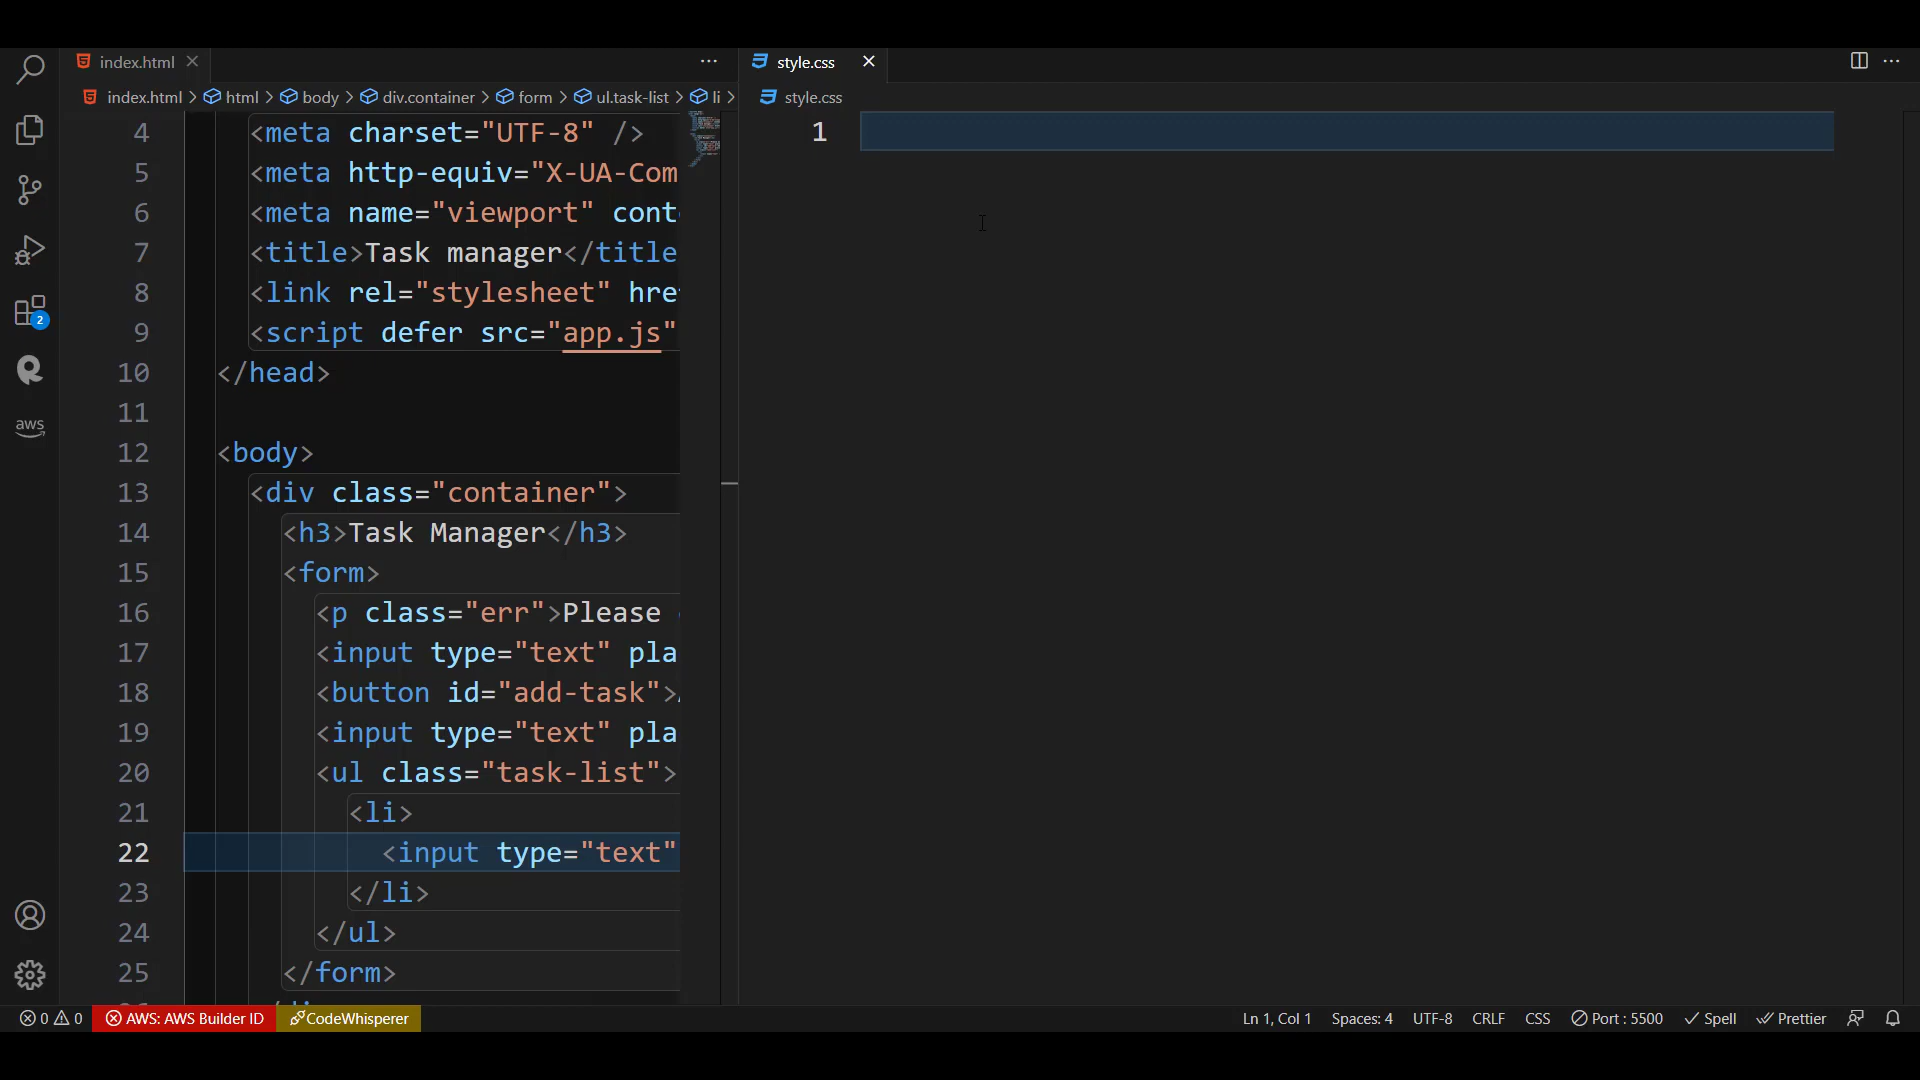 index.html
style.css
index.html > html > body > div.container > form > ul.task-list > li >
style.css
4 <meta charset="UTF-8" />
5 <meta http-equiv="X-UA-Com
6 <meta name="viewport" cont
7 <title>Task manager</title
8 <link rel="stylesheet" hre
9 <script defer src="app.js"
10 </head>
11
12 <body>
13 <div class="container">
14 <h3>Task Manager</h3>
15 <form>
16 <p class="err">Please
17 <input type="text" pla
18 <button id="add-task">
19 <input type="text" pla
20 <ul class="task-list">
21 <li>
22 <input type="text"
23 </li>
24 </ul>
25 </form>
1
2
aws
0 0 AWS: AWS Builder ID CodeWhisperer Ln 1, Col 1 Spaces: 4 UTF-8 CRLF CSS Port : 5500 Spell Prettier